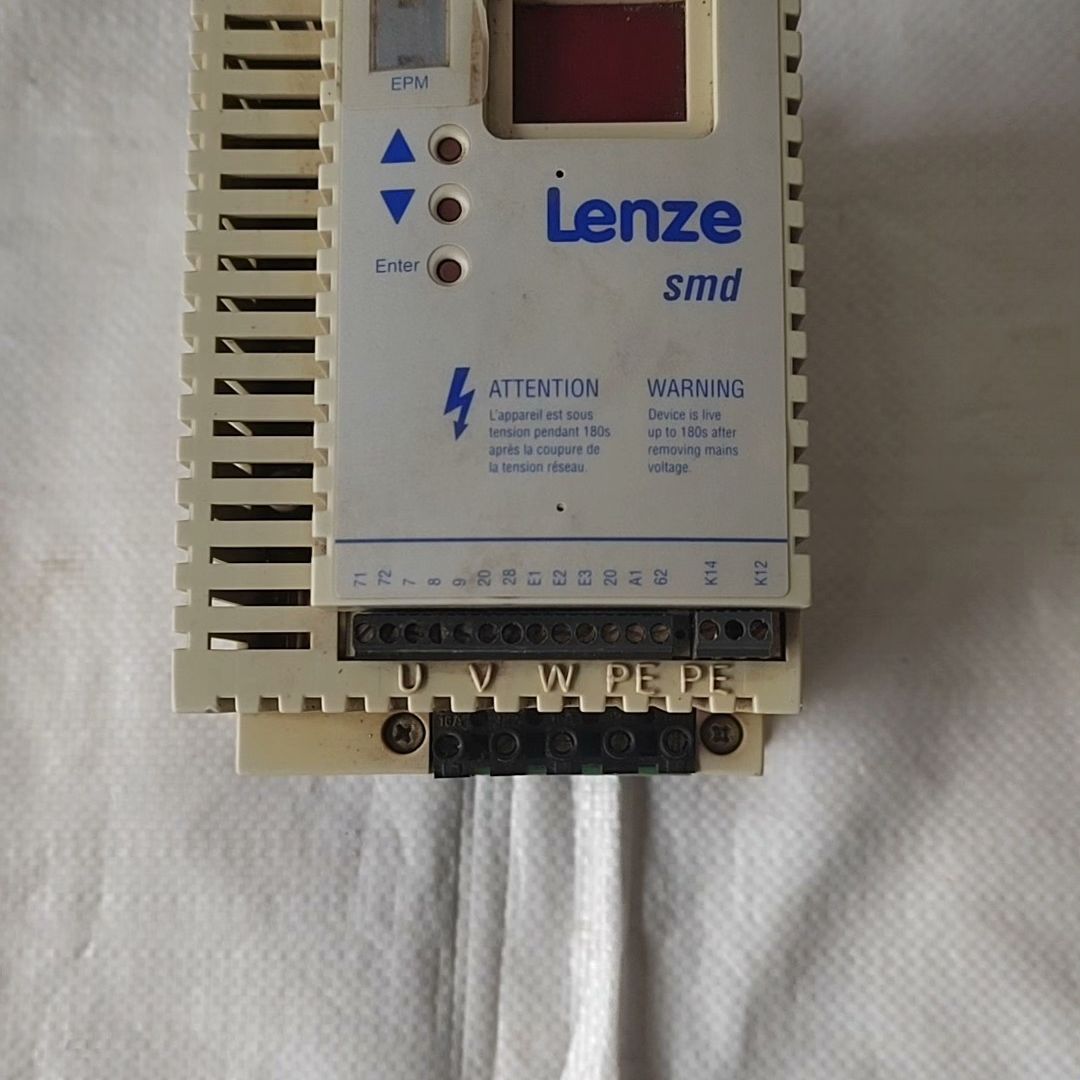 EPM
Lenze
smd
Enter
ATTENTION
L'appareil est sous
tension pendant 180s
après la coupure de
la tension réseau.
WARNING
Device is live
up to 180s after
removing mains
voltage.
71 72 7 8 9 20 28 E1 E2 E3 20 A1 62 K14 K12
U V W PE PE